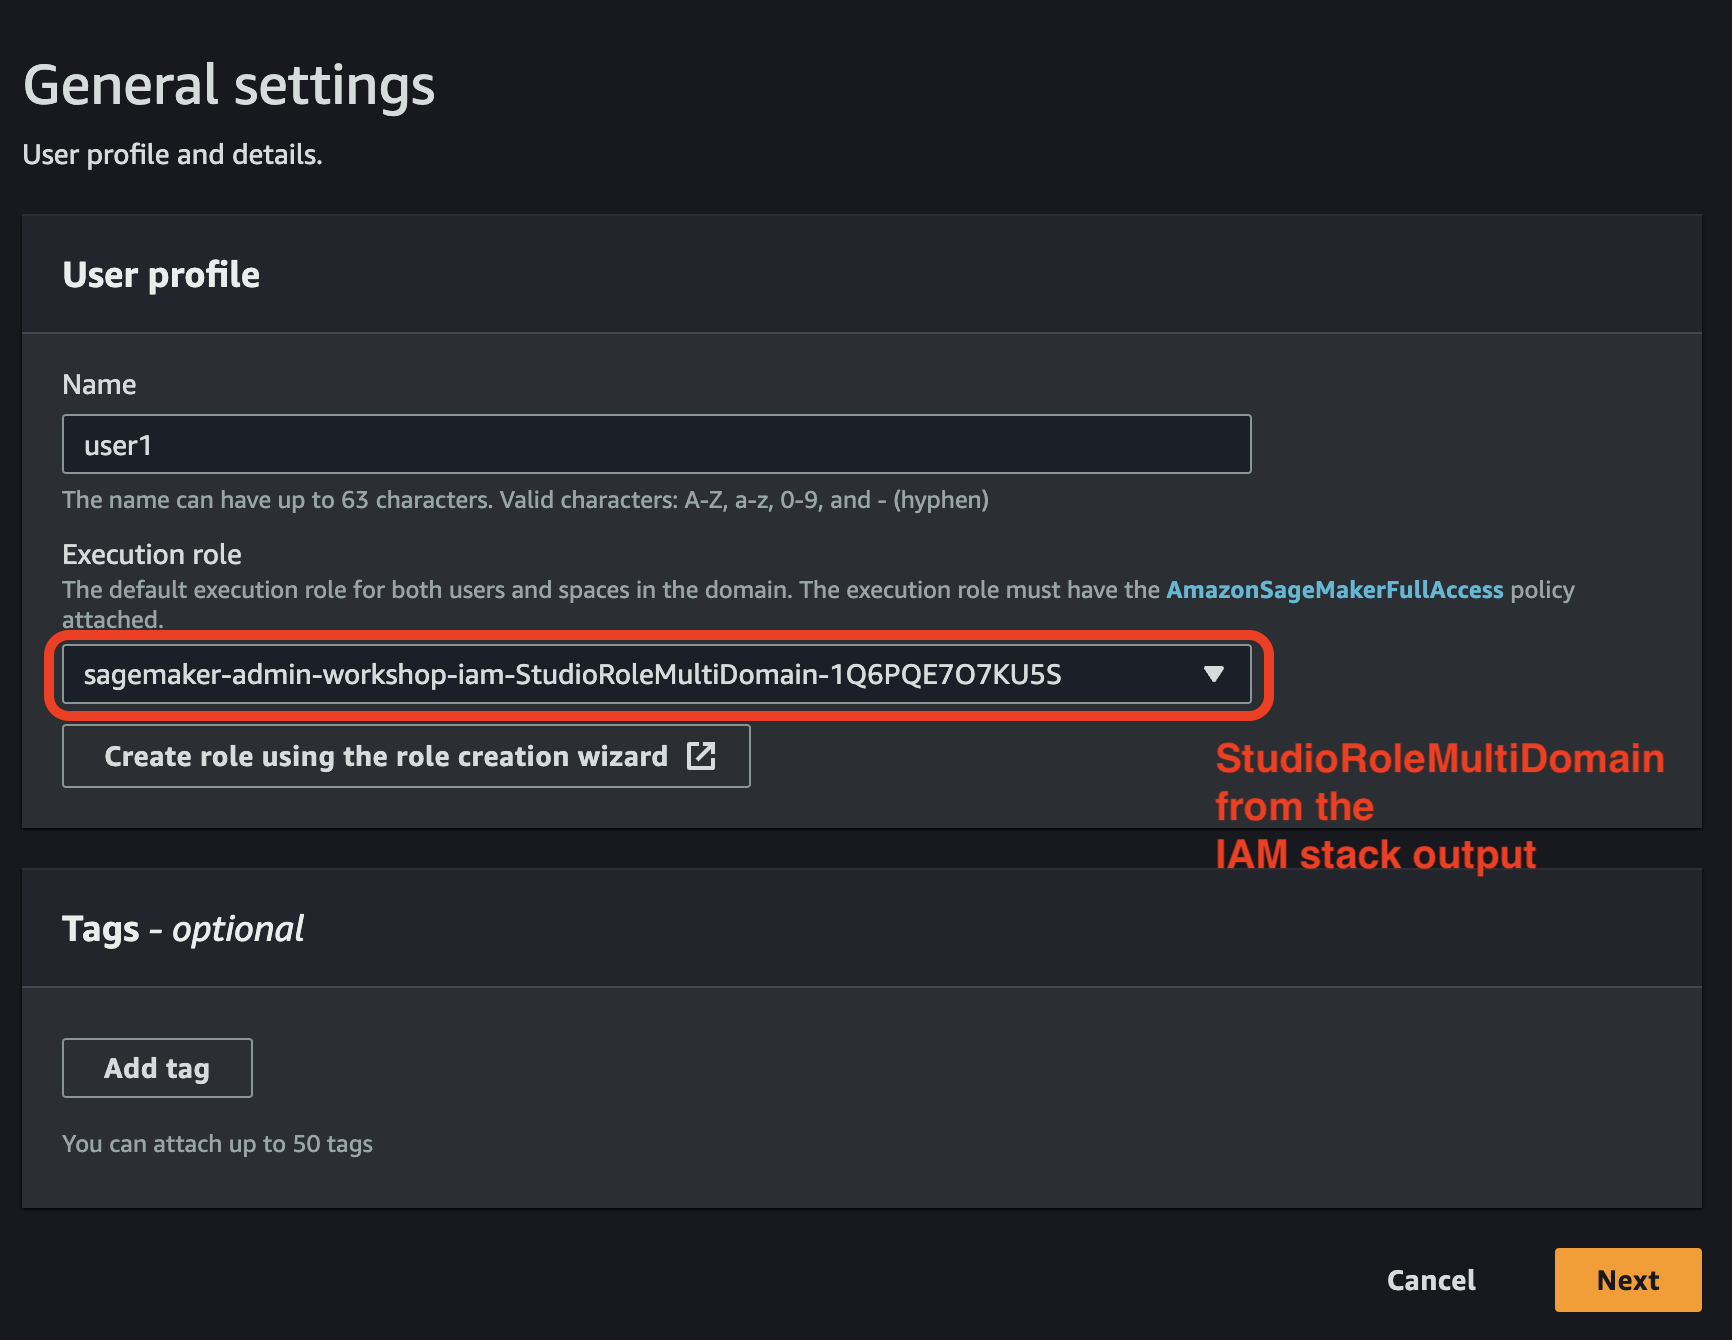 General settings
User profile and details.
User profile
Name
user1
The name can have up to 63 characters. Valid characters: A-Z, a-z, 0-9, and - (hyphen)
Execution role
The default execution role for both users and spaces in the domain. The execution role must have the AmazonSageMakerFullAccess policy
attached.
sagemaker-admin-workshop-iam-StudioRoleMultiDomain-1Q6PQE7O7KU5S
Create role using the role creation wizard
StudioRoleMultiDomain
from the
IAM stack output
Tags - optional
Add tag
You can attach up to 50 tags
Cancel
Next